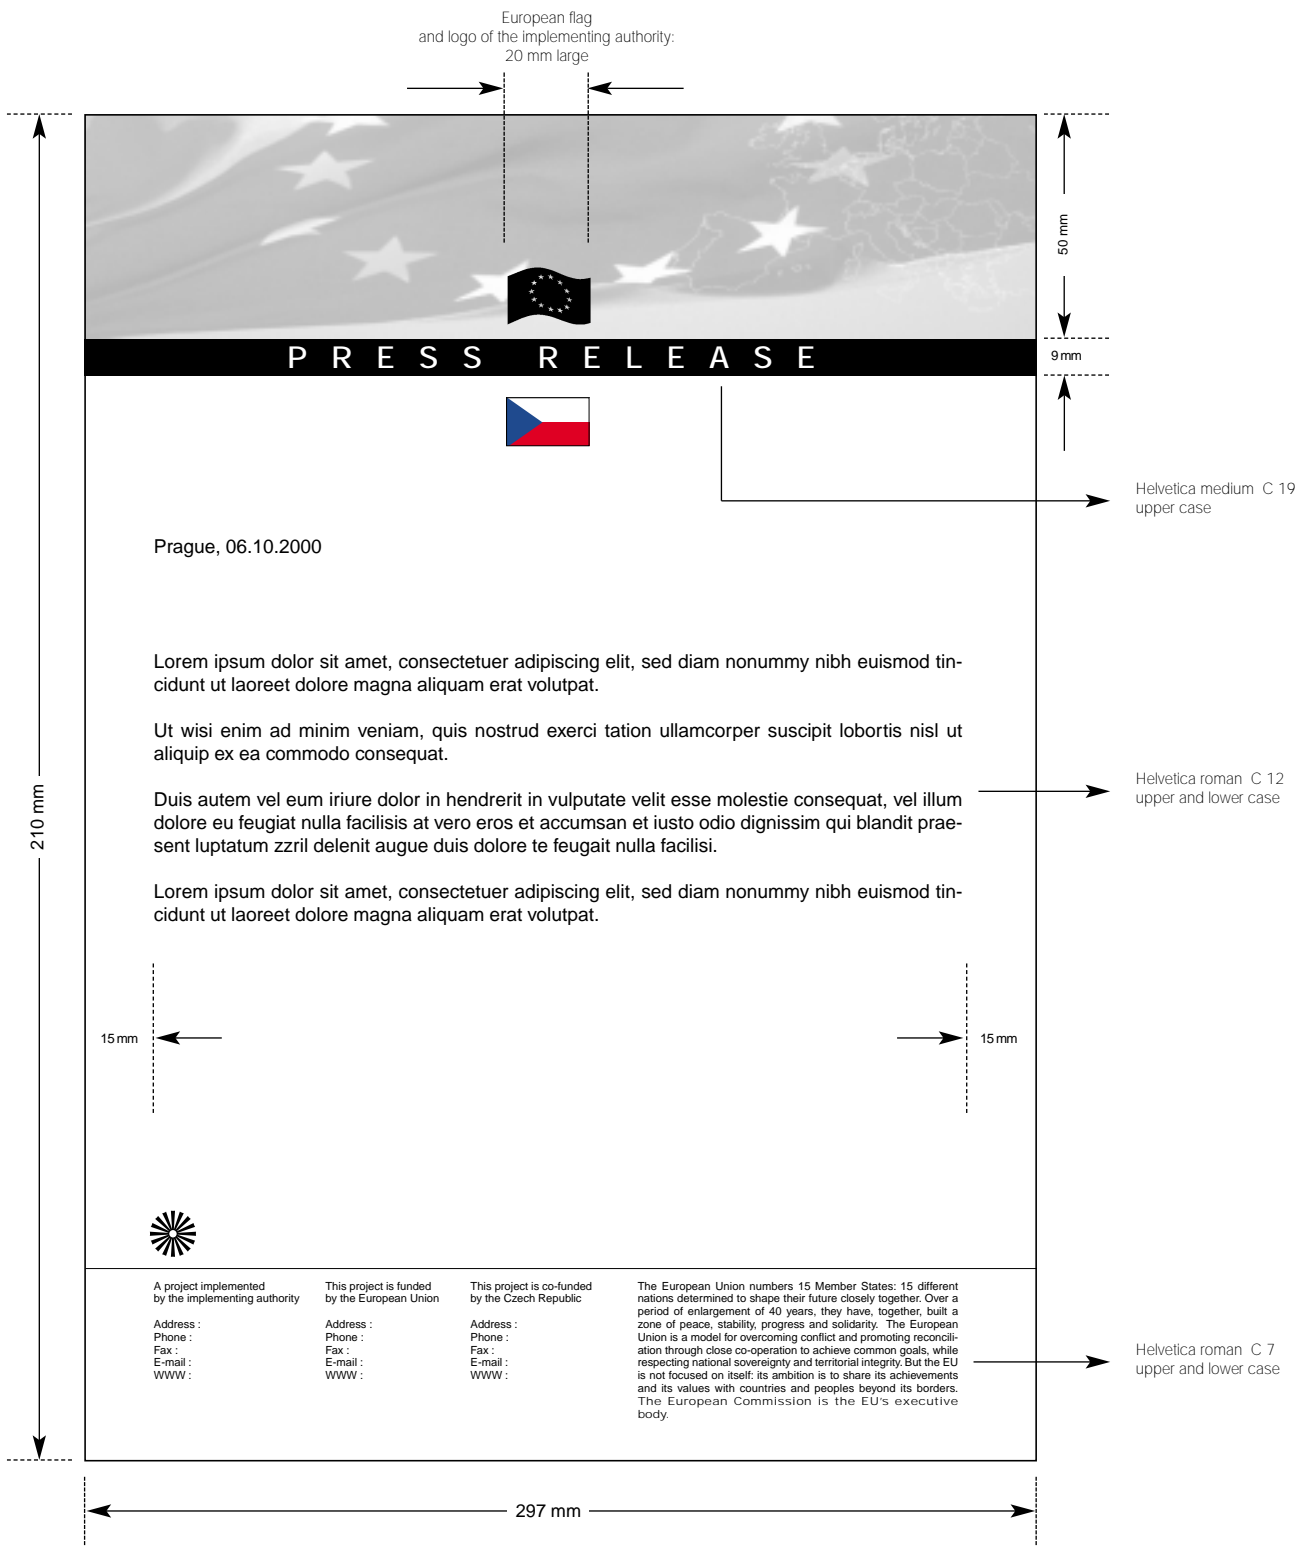 European flag
and logo of the implementing authority:
20 mm large
50 mm
PRESS RELEASE
9 mm
Helvetica medium C 19
upper case
Prague, 06.10.2000
Lorem ipsum dolor sit amet, consectetuer adipiscing elit, sed diam nonummy nibh euismod tin-
cidunt ut laoreet dolore magna aliquam erat volutpat.
Ut wisi enim ad minim veniam, quis nostrud exerci tation ullamcorper suscipit lobortis nisl ut
aliquip ex ea commodo consequat.
Helvetica roman C 12
upper and lower case
Duis autem vel eum iriure dolor in hendrerit in vulputate velit esse molestie consequat, vel illum
dolore eu feugiat nulla facilisis at vero eros et accumsan et iusto odio dignissim qui blandit prae-
sent luptatum zzril delenit augue duis dolore te feugait nulla facilisi.
210 mm
Lorem ipsum dolor sit amet, consectetuer adipiscing elit, sed diam nonummy nibh euismod tin-
cidunt ut laoreet dolore magna aliquam erat volutpat.
15 mm
15 mm
A project implemented
by the implementing authority
Address :
Phone :
Fax :
E-mail :
WWW :
This project is funded
by the European Union
Address :
Phone :
Fax :
E-mail :
WWW :
This project is co-funded
by the Czech Republic
Address :
Phone :
Fax :
E-mail :
WWW :
The European Union numbers 15 Member States: 15 different
nations determined to shape their future closely together. Over a
period of enlargement of 40 years, they have, together, built a
zone of peace, stability, progress and solidarity. The European
Union is a model for overcoming conflict and promoting reconcili-
ation through close co-operation to achieve common goals, while
respecting national sovereignty and territorial integrity. But the EU
is not focused on itself: its ambition is to share its achievements
and its values with countries and peoples beyond its borders.
The European Commission is the EU's executive
body.
Helvetica roman C 7
upper and lower case
297 mm